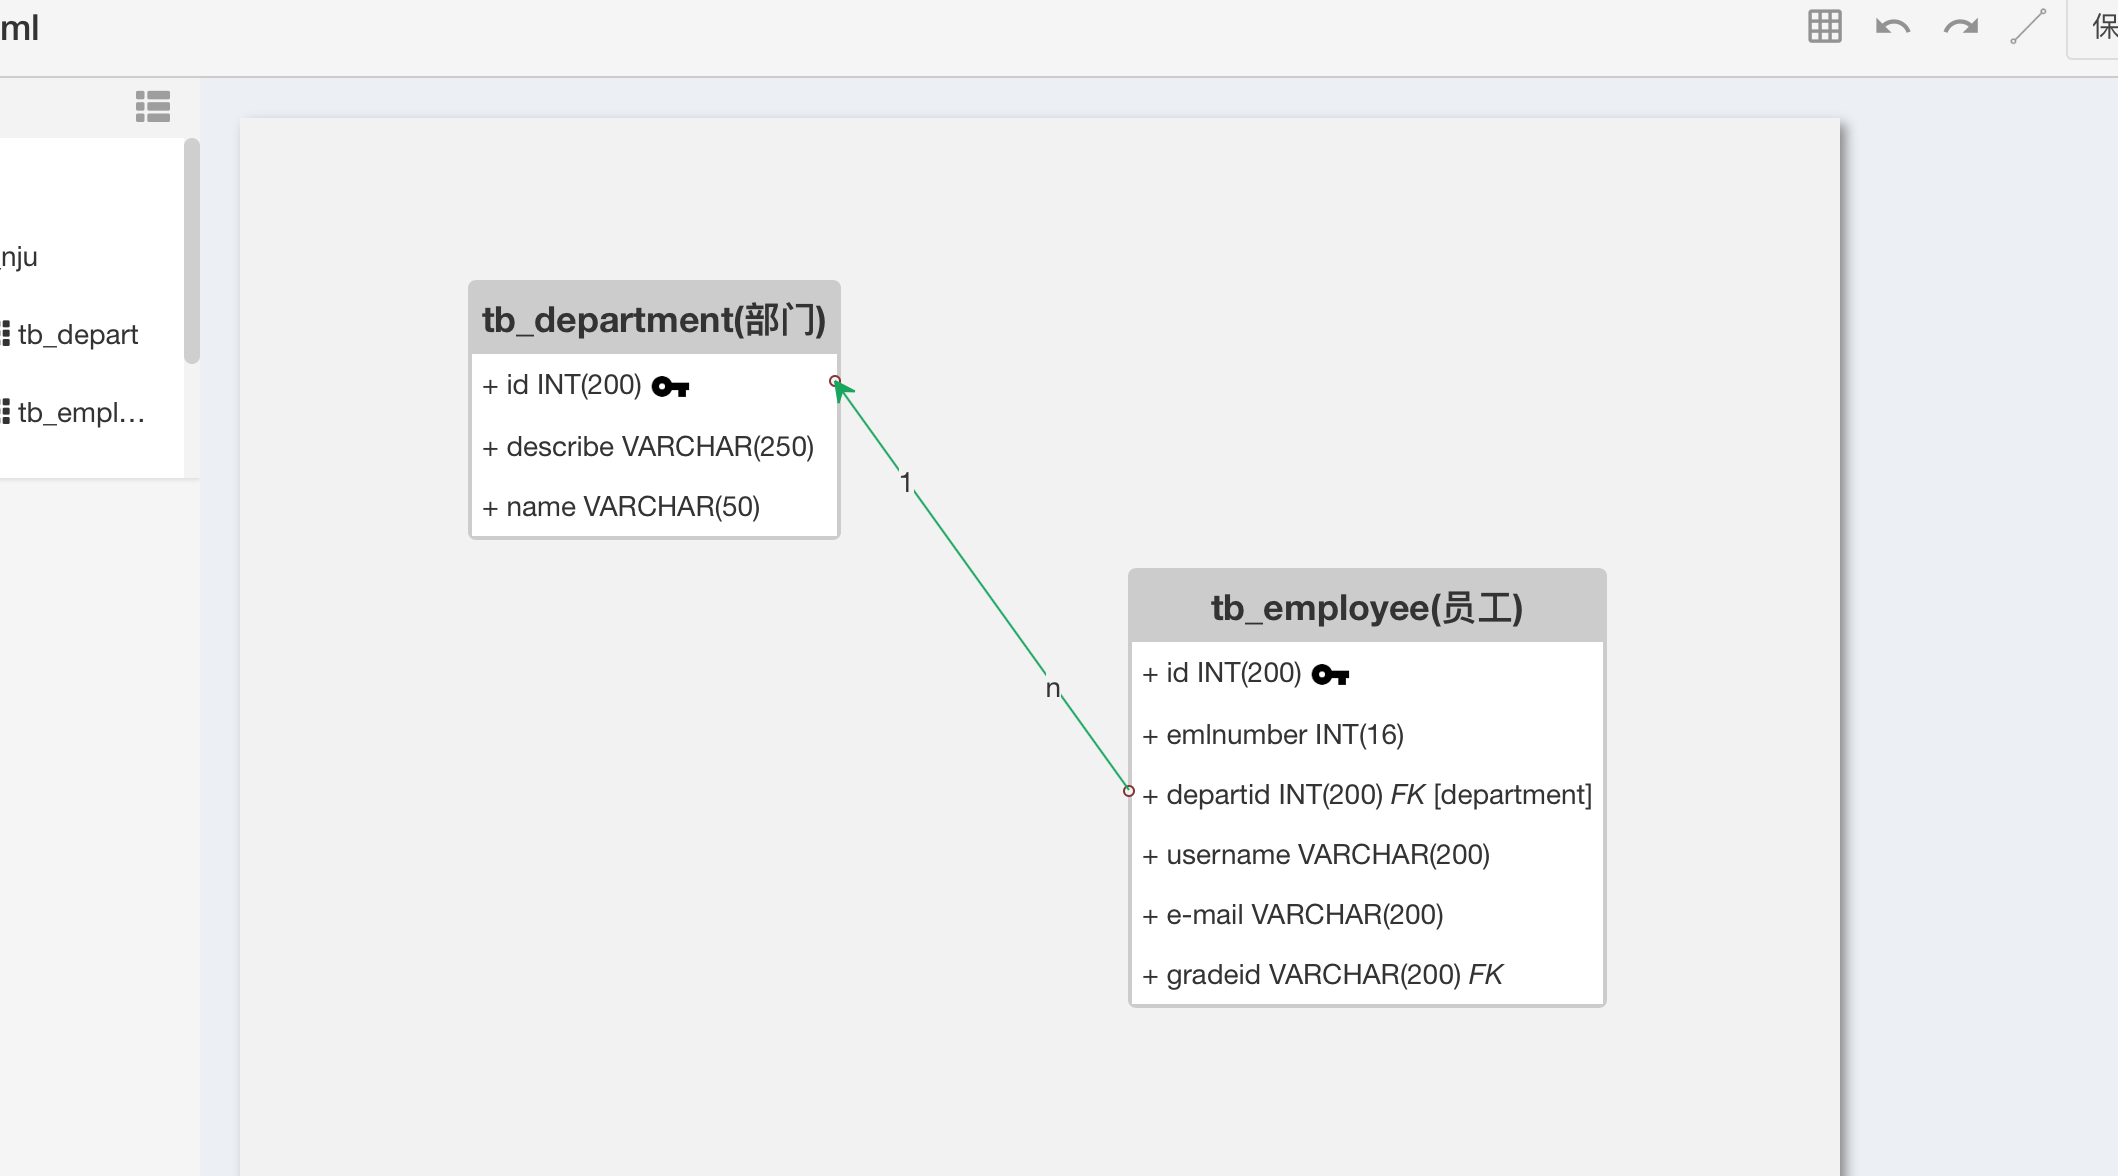 ml
保
_nju
tb_depart
tb_empl...
tb_department(部门)
+ id INT(200)
+ describe VARCHAR(250)
+ name VARCHAR(50)
1
n
tb_employee(员工)
+ id INT(200)
+ emlnumber INT(16)
+ departid INT(200) FK [department]
+ username VARCHAR(200)
+ e-mail VARCHAR(200)
+ gradeid VARCHAR(200) FK